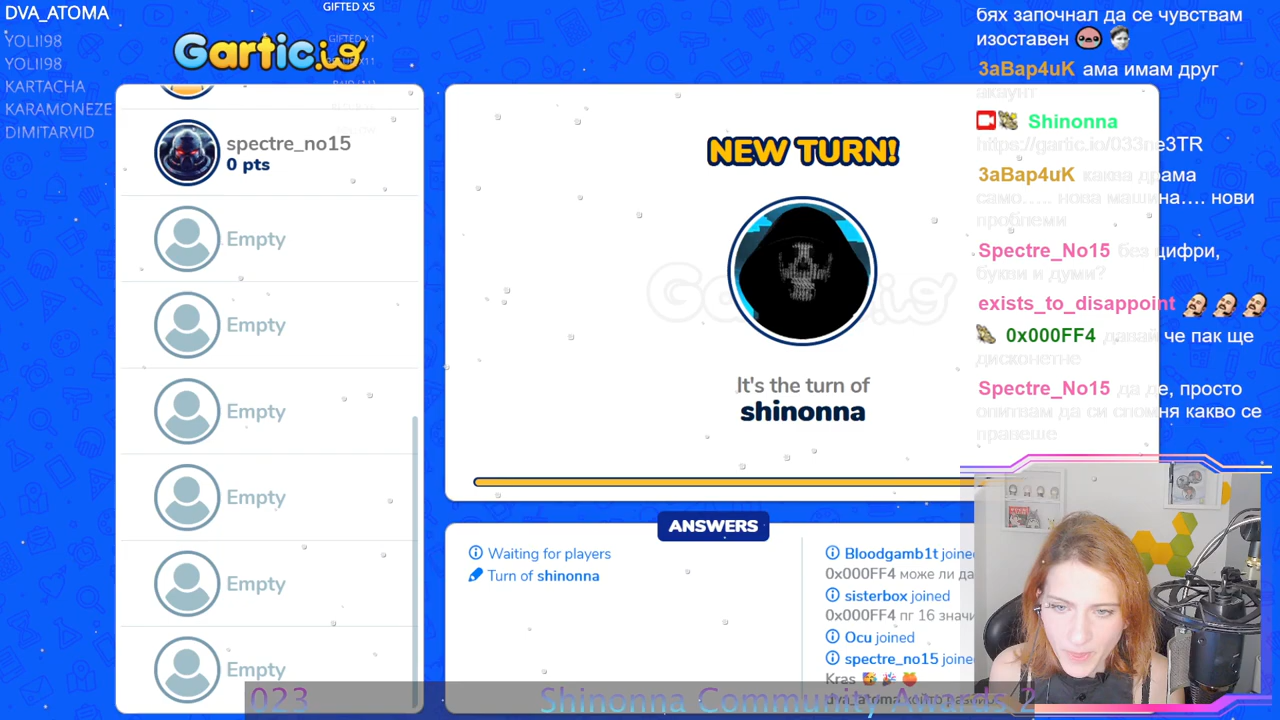 DVA_ATOMA
YOLII98
YOLII98
KARTACHA
KARAMONEZE
DIMITARVID
GIFTED X5
GIFTED X1
Gartic.io
spectre_no15
0 pts
Empty
Empty
Empty
Empty
Empty
Empty
NEW TURN!
It's the turn of
shinonna
ANSWERS
Waiting for players
Turn of shinonna
Bloodgamb1t joined
0x000FF4 може ли да
sisterbox joined
0x000FF4 пг 16 значи
Ocu joined
spectre_no15 joined
Kras
бях започнал да се чувствам
изоставен
3aBap4uK ама имам друг
акаунт
Shinonna
https://gartic.io/033ne3TR
3aBap4uK каква драма
само..... нова машина.... нови
проблеми
Spectre_No15 без цифри,
букви и думи?
exists_to_disappoint
0x000FF4 давай че пак ще
дисконетне
Spectre_No15 да де, просто
опитвам да си спомня какво се
правеше
023
Shinonna Community Awards 2